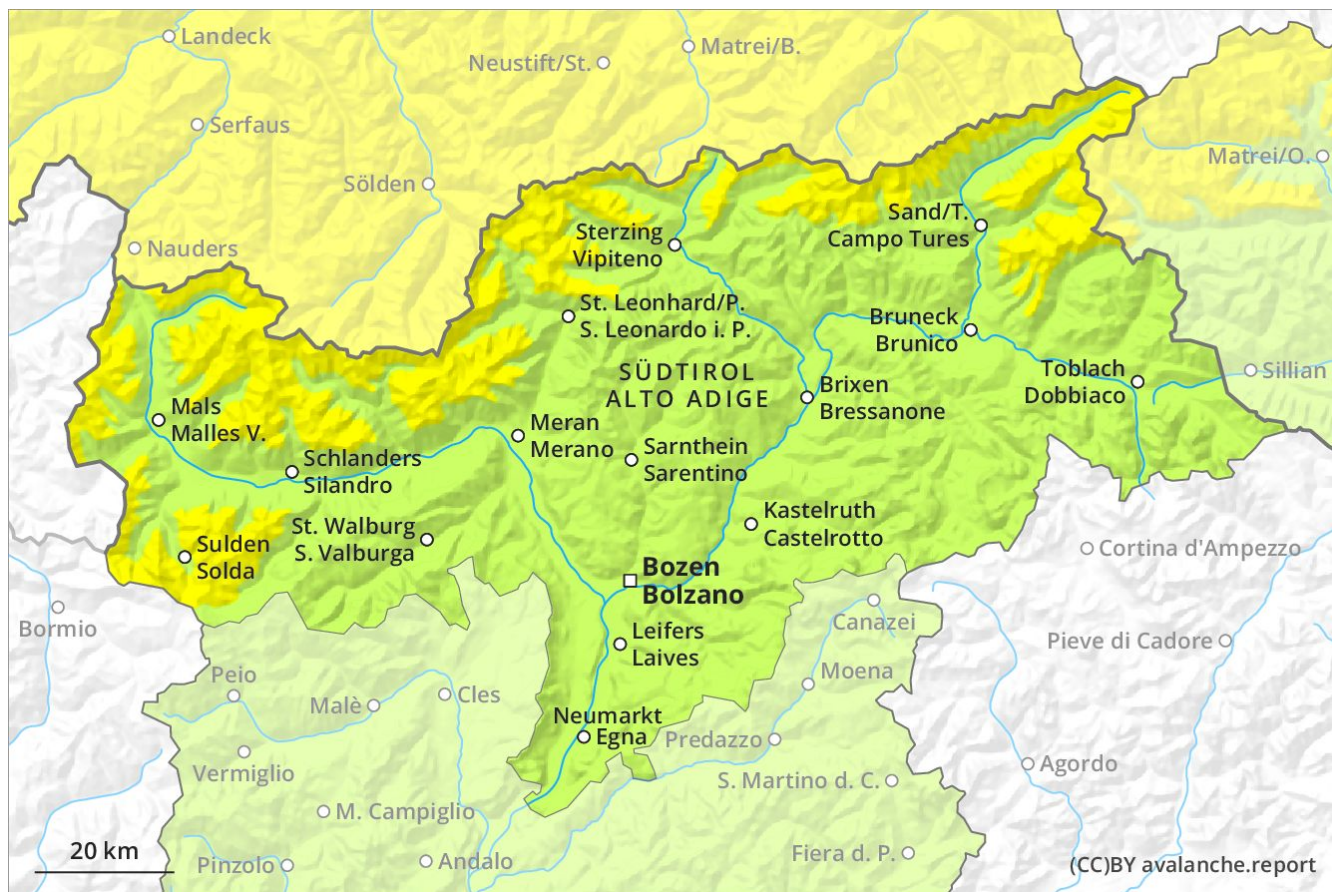 Landeck
Matrei/B.
Neustift/St.
Serfaus
Matrei/O.
Sölden
Sand/T.
Campo Tures
Sterzing
Vipiteno
Nauders
St. Leonhard/P.
S. Leonardo i. P.
Bruneck
Brunico
SÜDTIROL
ALTO ADIGE
Toblach
Dobbiaco
Sillian
Brixen
Bressanone
Mals
Malles V.
Meran
Merano
Sarnthein
Sarentino
Schlanders
Silandro
Kastelruth
Castelrotto
St. Walburg
S. Valburga
Sulden
Solda
Cortina d'Ampezzo
Bozen
Bolzano
Bormio
Canazei
Leifers
Laives
Pieve di Cadore
Peio
Moena
Malè
Cles
Neumarkt
Egna
Predazzo
Vermiglio
Agordo
S. Martino d. C.
M. Campiglio
20 km
Pinzolo
Andalo
Fiera d. P.
(CC)BY avalanche.report